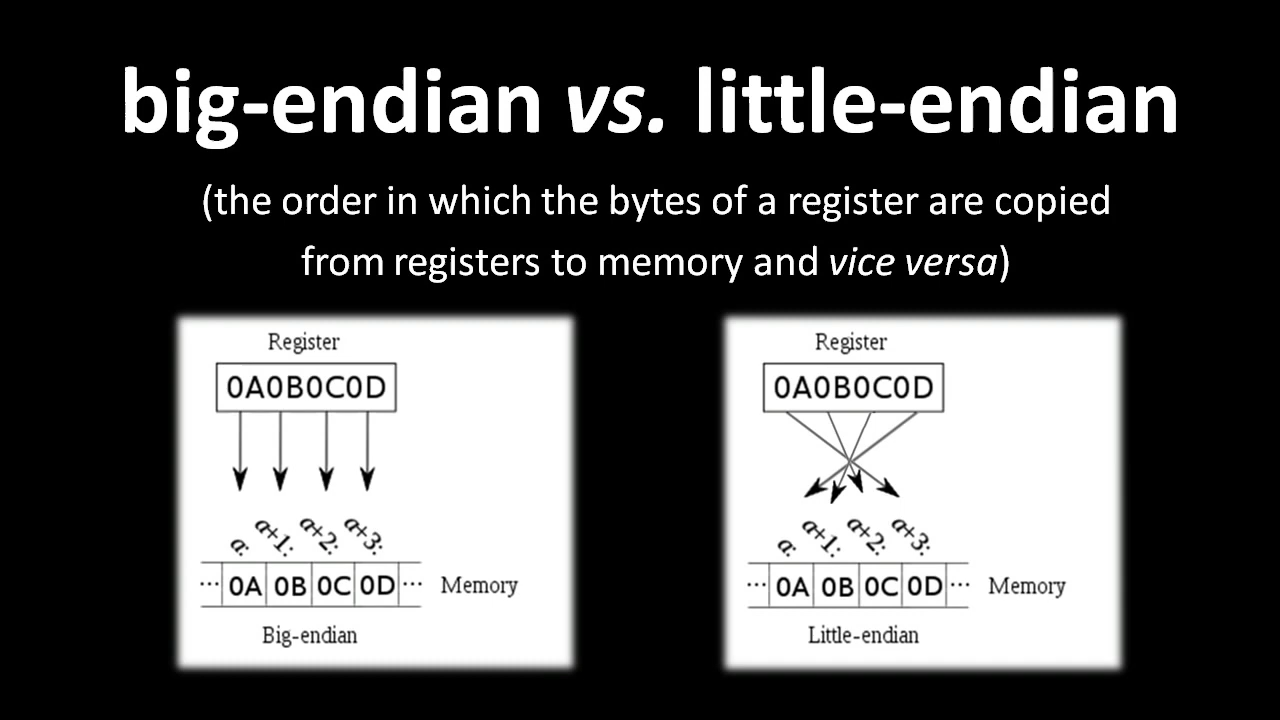 big-endian vs. little-endian
(the order in which the bytes of a register are copied
from registers to memory and vice versa)
Register
0A0B0C0D
a: a+1: a+2: a+3:
... 0A 0B 0C 0D ... Memory
Big-endian
Register
0A0B0C0D
a: a+1: a+2: a+3:
... 0A 0B 0C 0D ... Memory
Little-endian